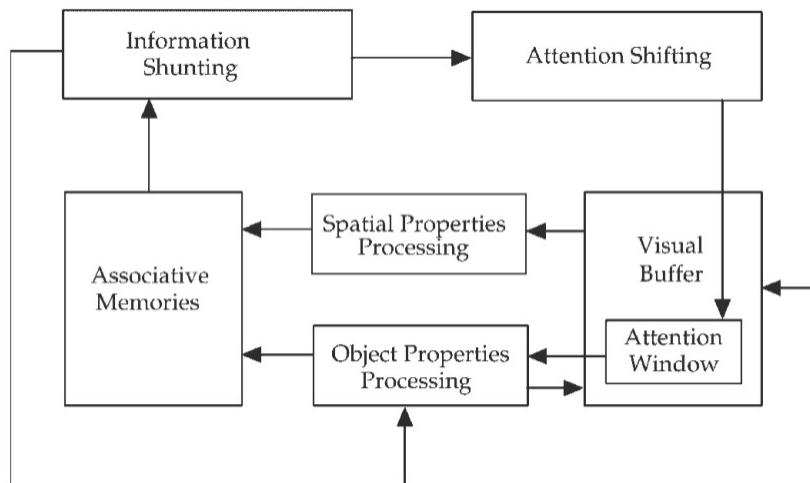 Information
Shunting
Attention Shifting
Spatial Properties
Processing
Visual
Buffer
Associative
Memories
Attention
Window
Object Properties
Processing